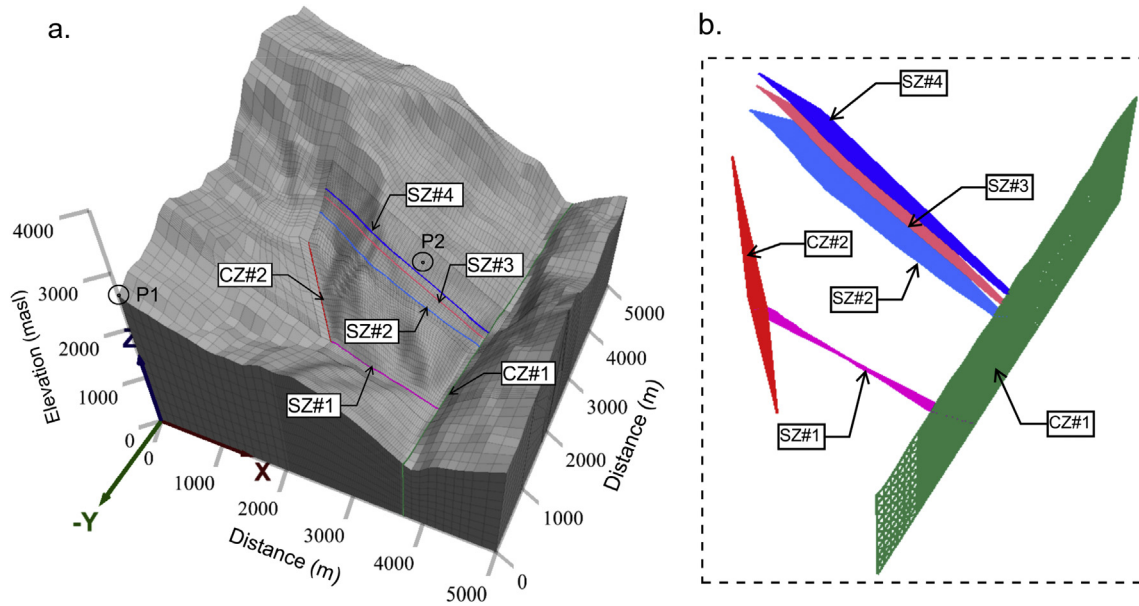 a.
b.
SZ#4
P2
SZ#3
CZ#2
SZ#2
P1
CZ#1
SZ#1
Elevation (masl)
4000
3000
2000
1000
0
Z
X
-Y
0
1000
2000
3000
4000
5000
Distance (m)
0
1000
2000
3000
4000
5000
Distance (m)
SZ#4
SZ#3
CZ#2
SZ#2
SZ#1
CZ#1